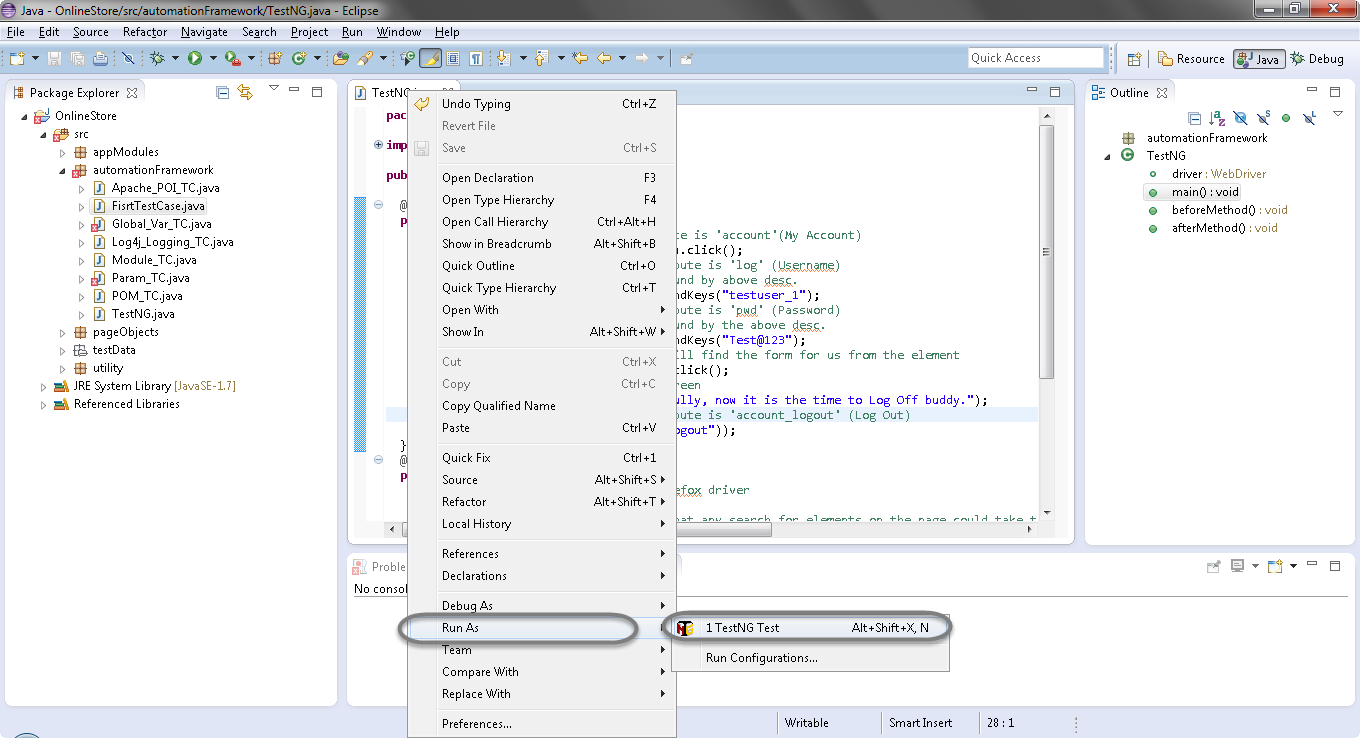 Java - OnlineStore/src/automationFramework/TestNG.java - Eclipse
File Edit Source Refactor Navigate Search Project Run Window Help
Quick Access
Resource Java Debug
Package Explorer
OnlineStore
src
appModules
automationFramework
Apache_POI_TC.java
FisrtTestCase.java
Global_Var_TC.java
Log4j_Logging_TC.java
Module_TC.java
Param_TC.java
POM_TC.java
TestNG.java
pageObjects
testData
utility
JRE System Library [JavaSE-1.7]
Referenced Libraries
TestNG
pac
imp
pub
@
p
te is 'account'(My Account)
.click();
ute is 'log' (Username)
und by above desc.
ndKeys("testuser_1");
ute is 'pwd' (Password)
und by the above desc.
ndKeys("Test@123");
ll find the form for us from the element
click();
reen
ully, now it is the time to Log Off buddy.");
oute is 'account_logout' (Log Out)
ogout"));
}
@
p
efox driver
at any search for elements on the page could take t
Undo Typing Ctrl+Z
Revert File
Save Ctrl+S
Open Declaration F3
Open Type Hierarchy F4
Open Call Hierarchy Ctrl+Alt+H
Show in Breadcrumb Alt+Shift+B
Quick Outline Ctrl+O
Quick Type Hierarchy Ctrl+T
Open With
Show In Alt+Shift+W
Cut Ctrl+X
Copy Ctrl+C
Copy Qualified Name
Paste Ctrl+V
Quick Fix Ctrl+1
Source Alt+Shift+S
Refactor Alt+Shift+T
Local History
References
Declarations
Debug As
Run As
Team
Compare With
Replace With
Preferences...
1 TestNG Test Alt+Shift+X, N
Run Configurations...
Outline
automationFramework
TestNG
driver : WebDriver
main() : void
beforeMethod() : void
afterMethod() : void
Proble
No consol
Writable Smart Insert 28 : 1